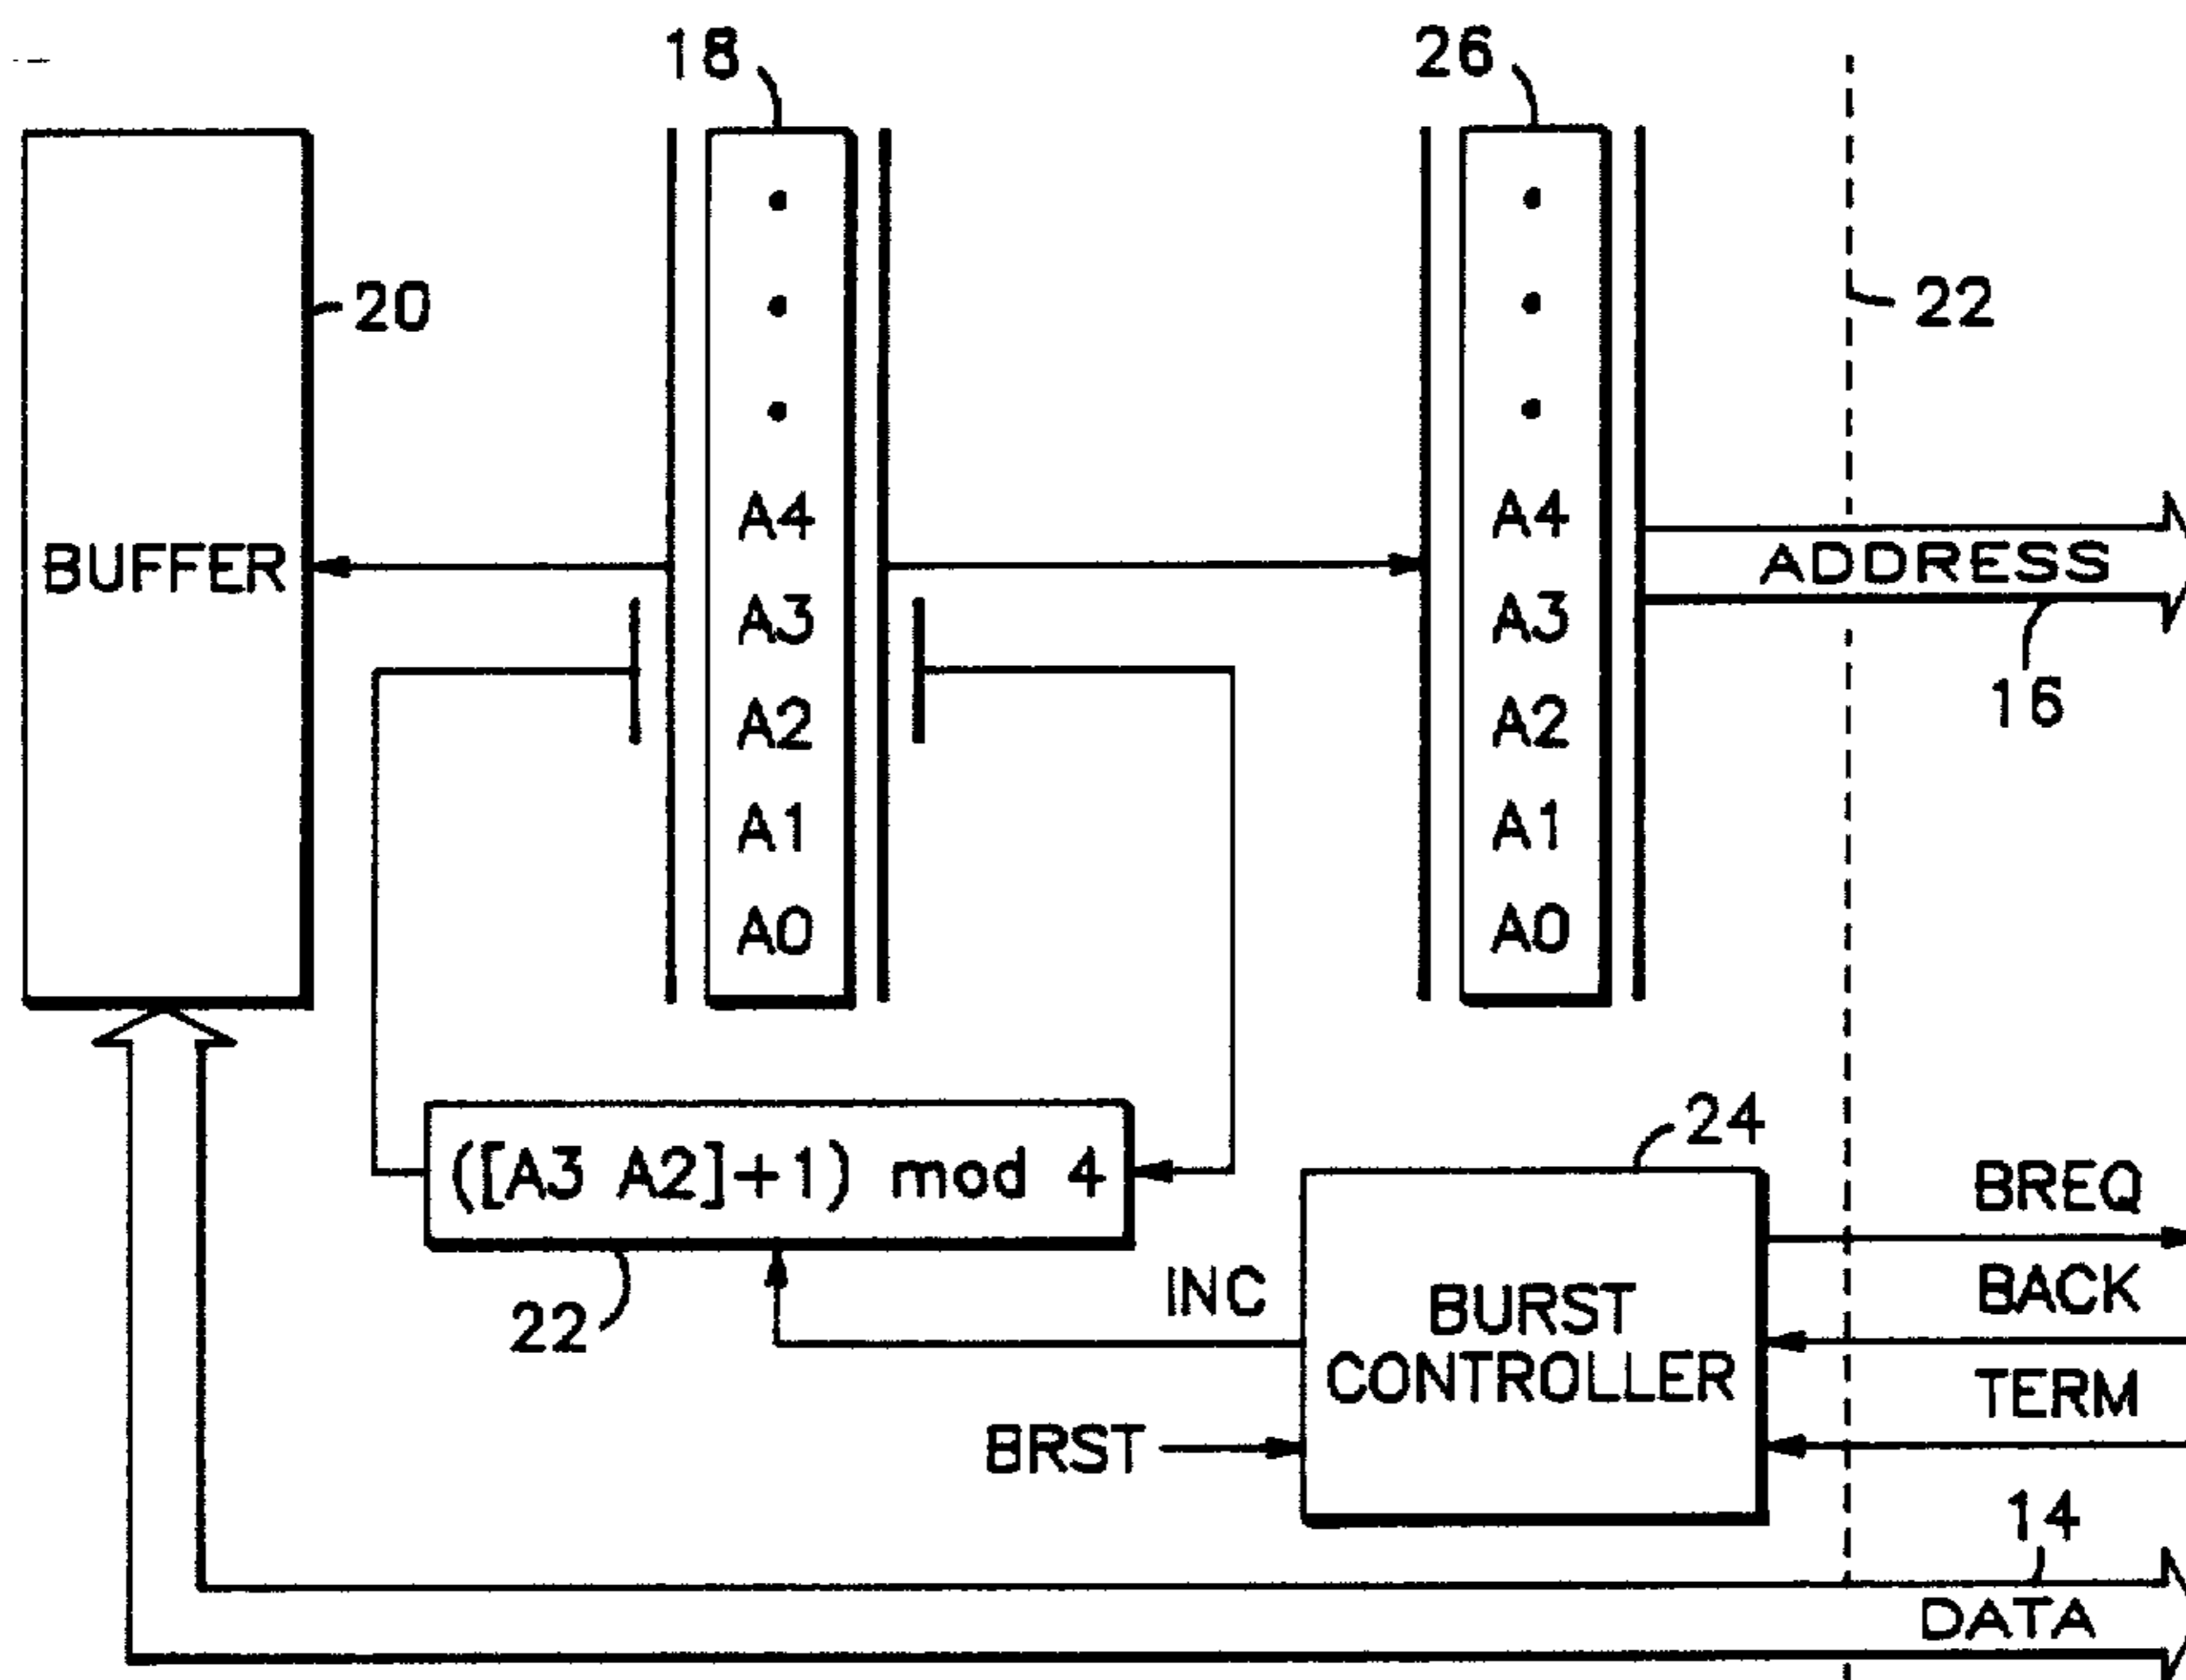 18
26
20
22
A4
A3
A2
A1
A0
A4
A3
A2
A1
A0
BUFFER
ADDRESS
16
([A3 A2]+1) mod 4
22
24
INC
BURST
CONTROLLER
BRST
BREQ
BACK
TERM
14
DATA